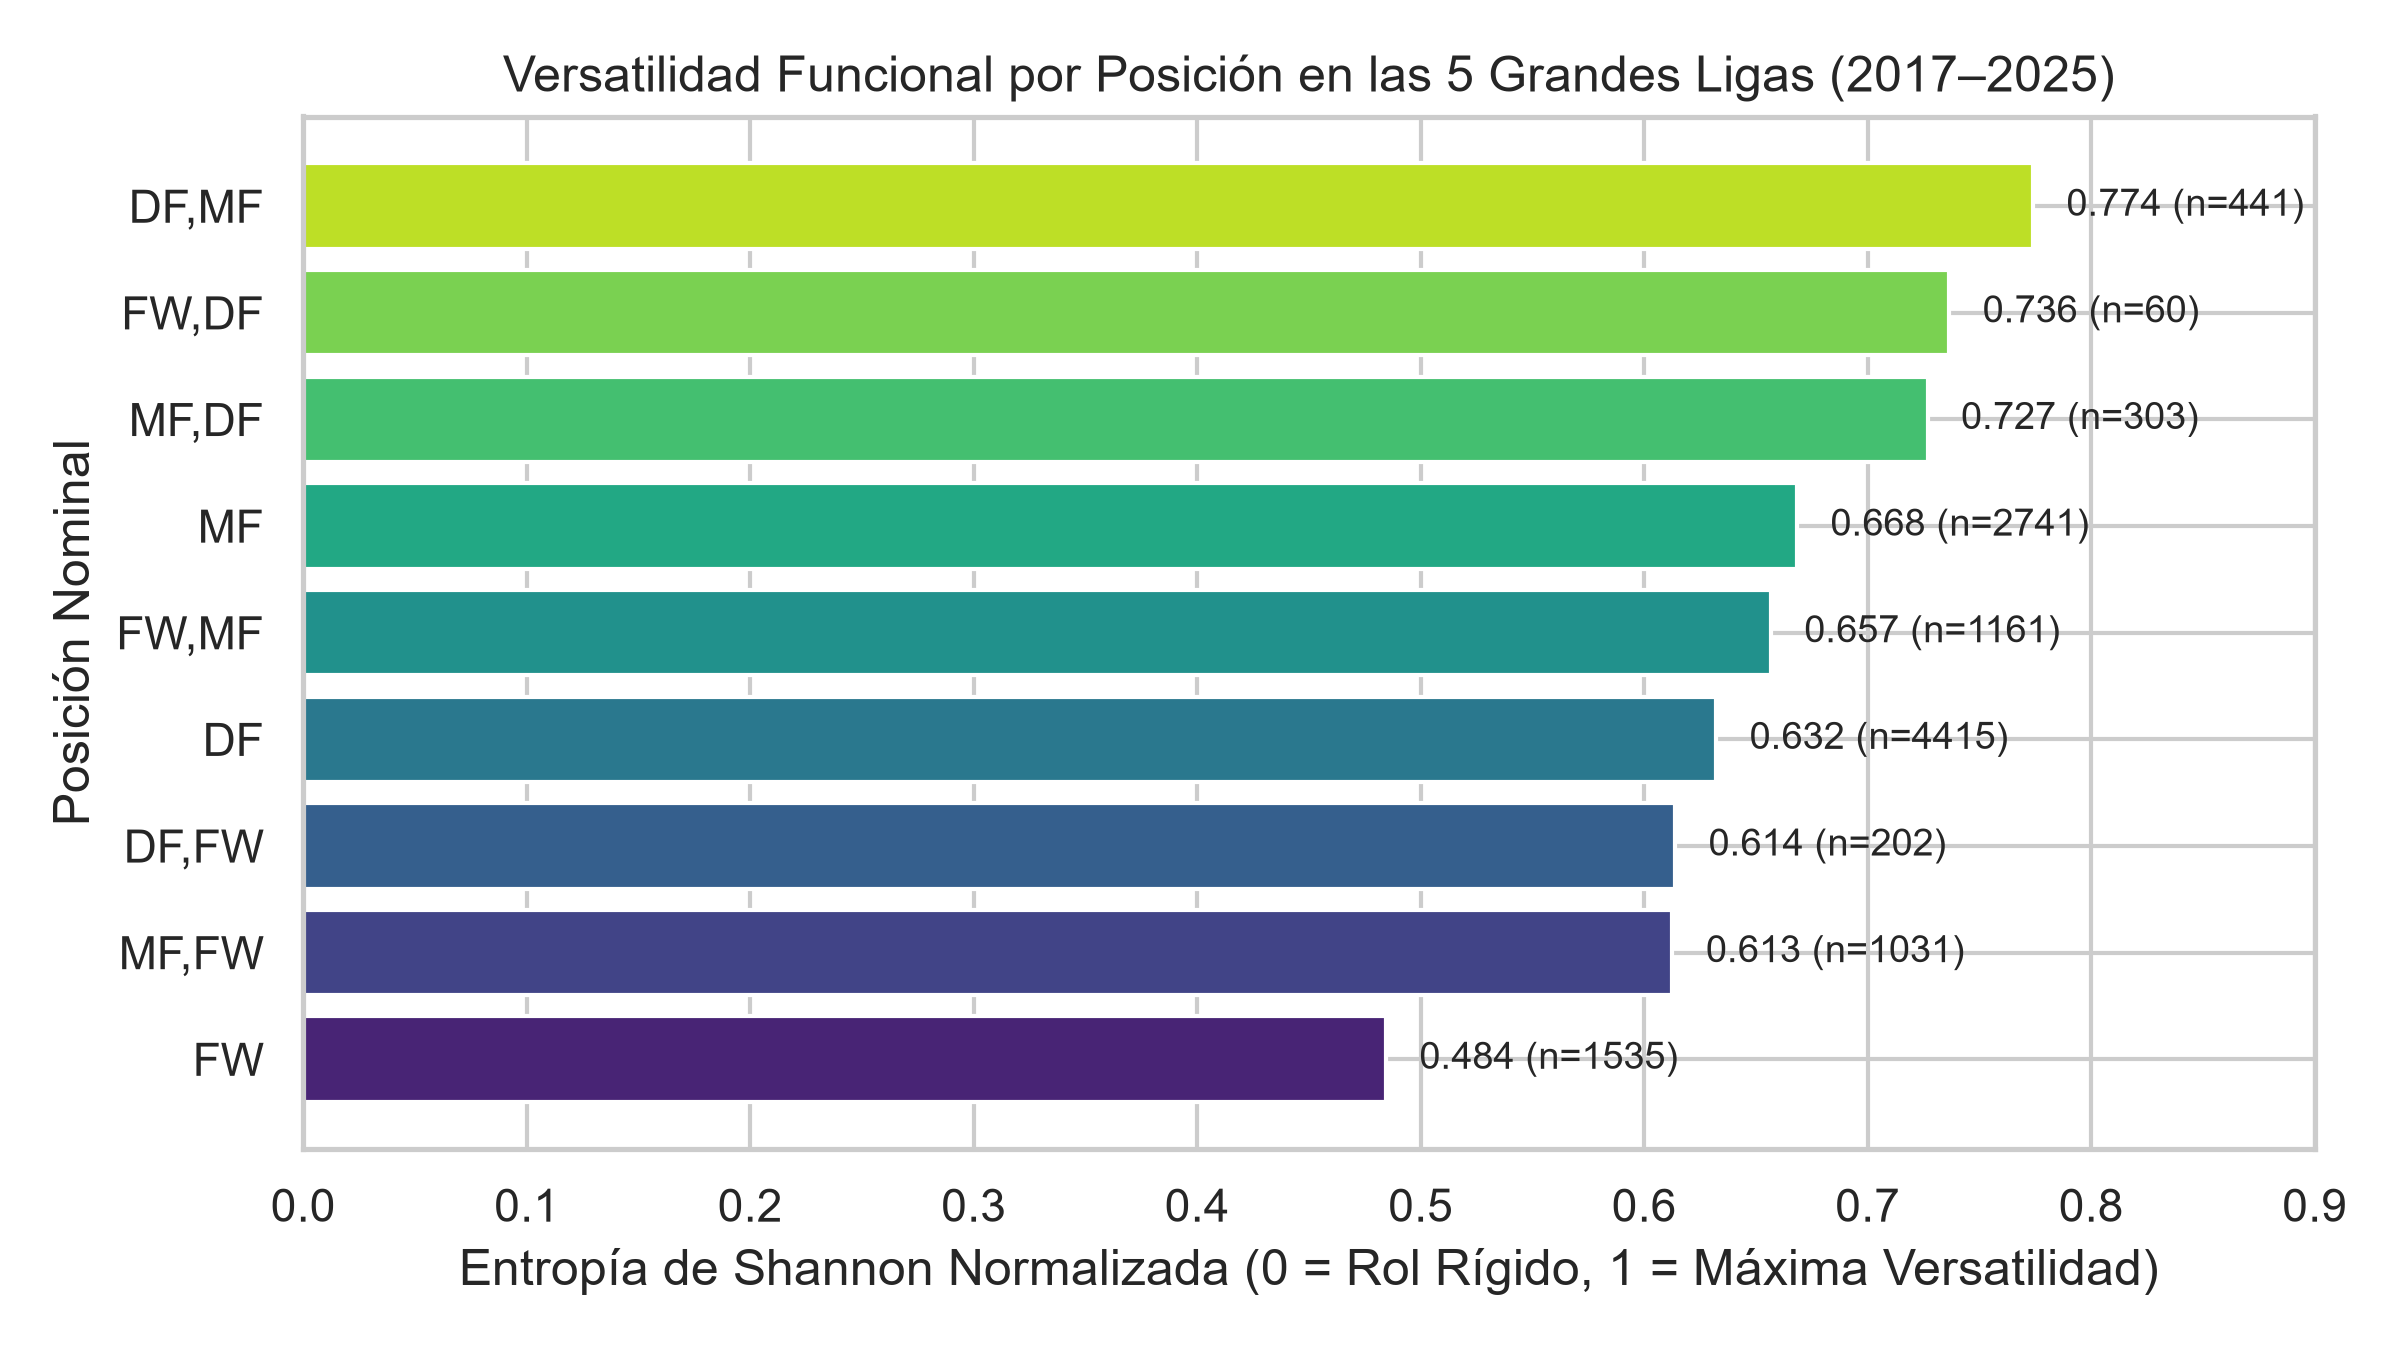 Versatilidad Funcional por Posición en las 5 Grandes Ligas (2017–2025)
Posición Nominal
DF,MF 0.774 (n=441)
FW,DF 0.736 (n=60)
MF,DF 0.727 (n=303)
MF 0.668 (n=2741)
FW,MF 0.657 (n=1161)
DF 0.632 (n=4415)
DF,FW 0.614 (n=202)
MF,FW 0.613 (n=1031)
FW 0.484 (n=1535)
0.0 0.1 0.2 0.3 0.4 0.5 0.6 0.7 0.8 0.9
Entropía de Shannon Normalizada (0 = Rol Rígido, 1 = Máxima Versatilidad)